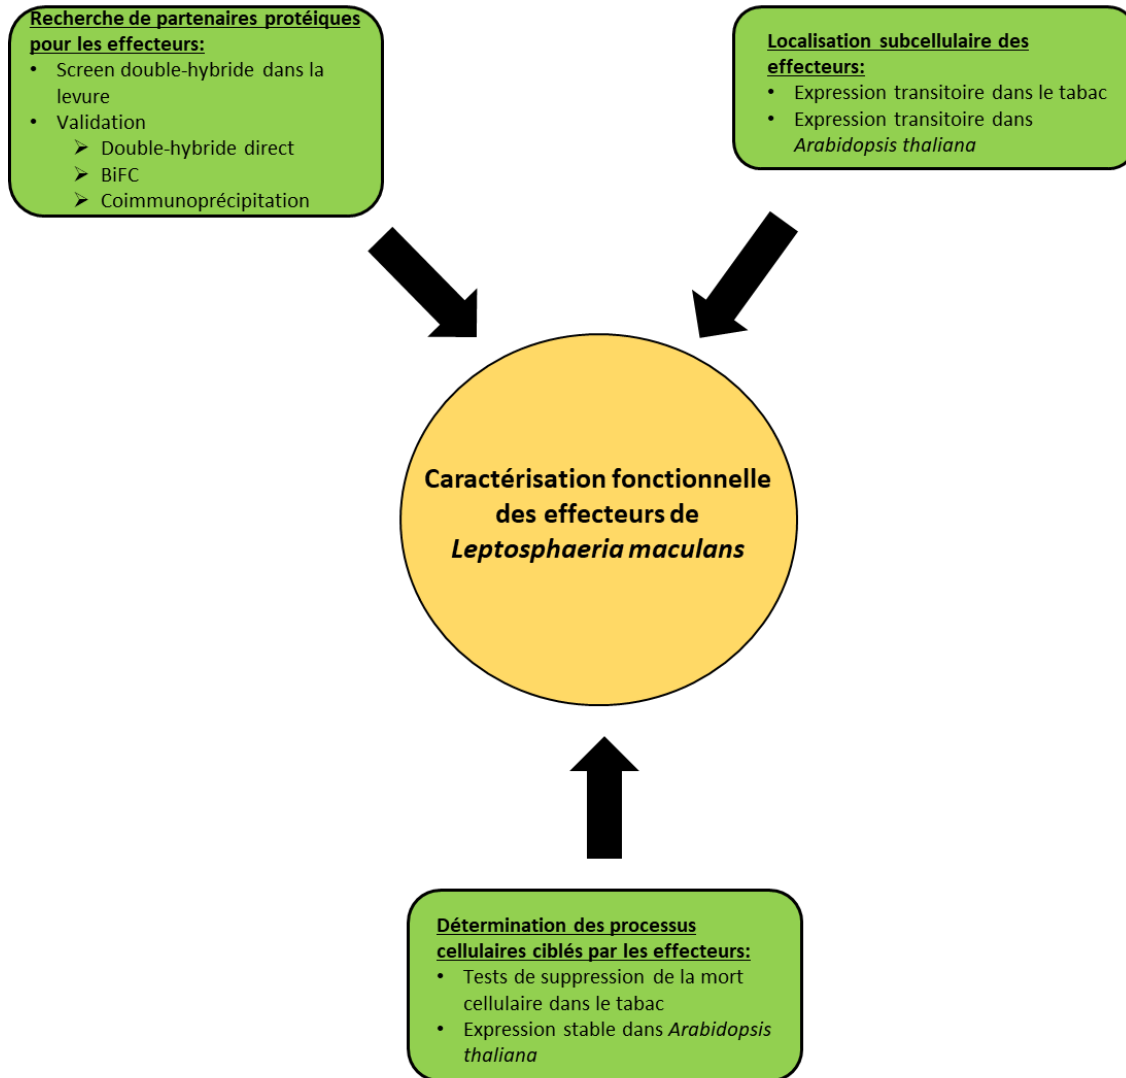 Recherche de partenaires protéiques
pour les effecteurs:
• Screen double-hybride dans la
levure
• Validation
➤ Double-hybride direct
➤ BiFC
➤ Coimmunoprécipitation
Localisation subcellulaire des
effecteurs:
• Expression transitoire dans le tabac
• Expression transitoire dans
Arabidopsis thaliana
Caractérisation fonctionnelle
des effecteurs de
Leptosphaeria maculans
Détermination des processus
cellulaires ciblés par les effecteurs:
• Tests de suppression de la mort
cellulaire dans le tabac
• Expression stable dans Arabidopsis
thaliana